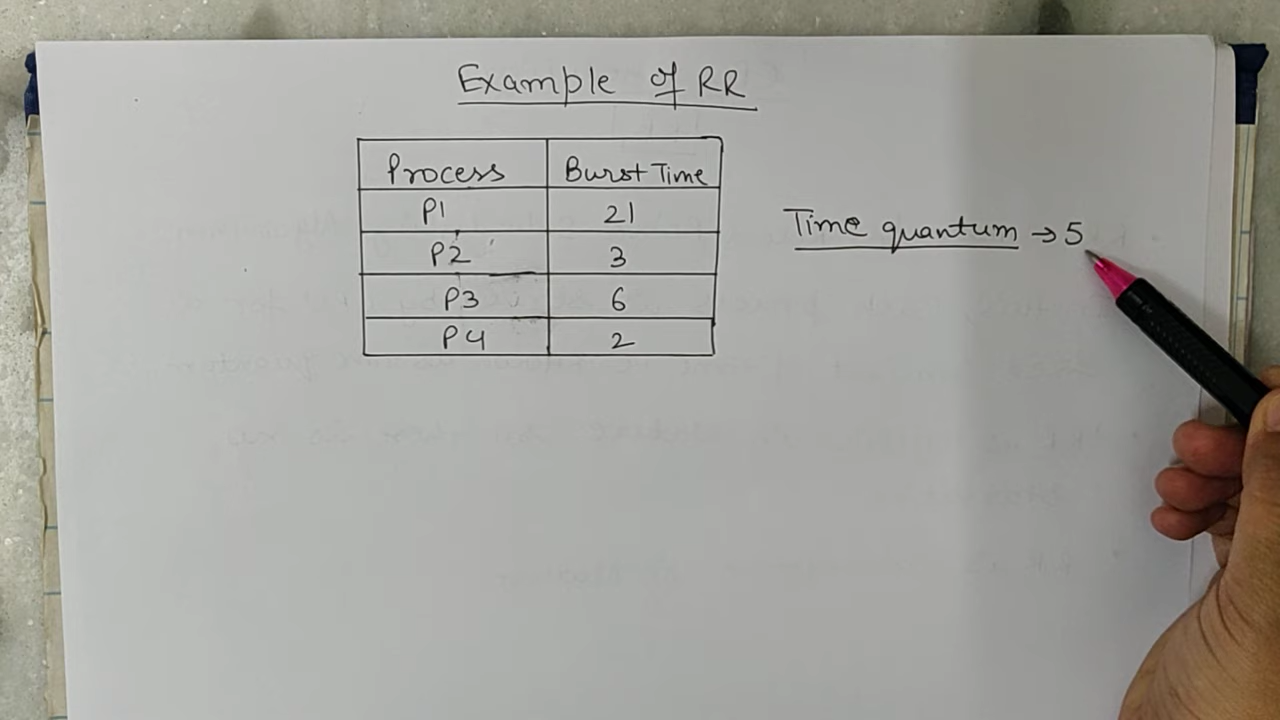 Example of RR
Process Burst Time
P1 21
P2 3
P3 6
P4 2
Time quantum → 5